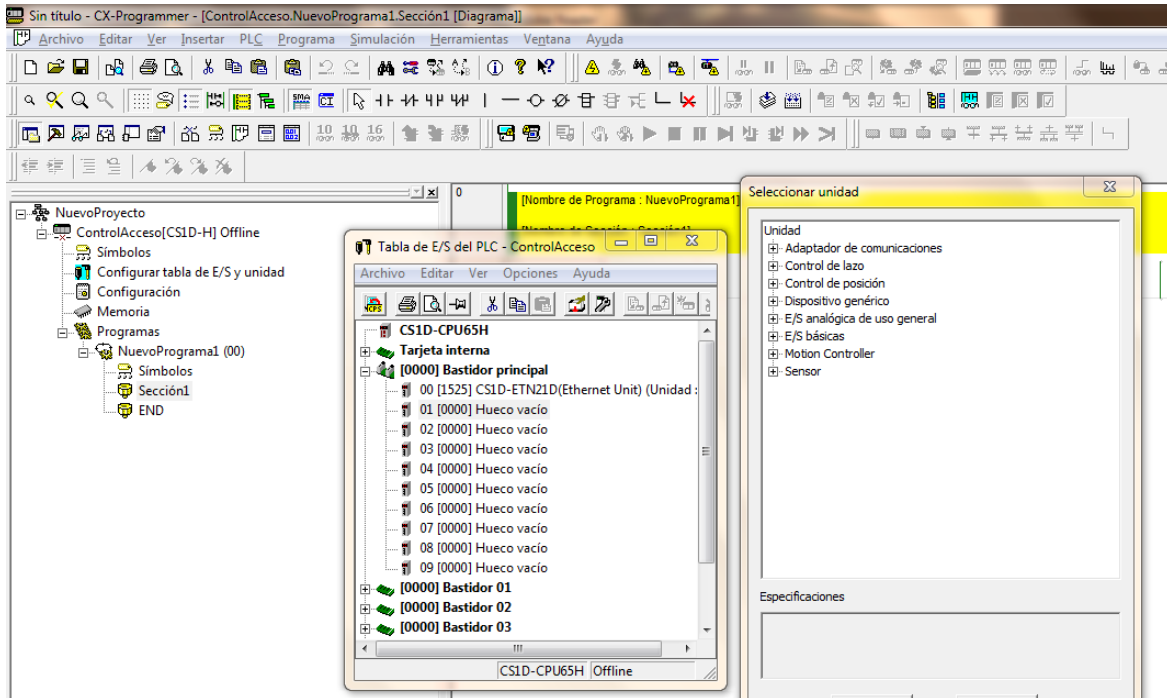 Sin título - CX-Programmer - [ControlAcceso.NuevoPrograma1.Sección1 [Diagrama]]
Archivo Editar Ver Insertar PLC Programa Simulación Herramientas Ventana Ayuda
10 10 16
NuevoProyecto
ControlAcceso[CS1D-H] Offline
Símbolos
Configurar tabla de E/S y unidad
Configuración
Memoria
Programas
NuevoPrograma1 (00)
Símbolos
Sección1
END
0
[Nombre de Programa : NuevoPrograma1]
[Nombre de Sección : Sección1]
Tabla de E/S del PLC - ControlAcceso
Archivo Editar Ver Opciones Ayuda
CS1D-CPU65H
Tarjeta interna
[0000] Bastidor principal
00 [1525] CS1D-ETN21D(Ethernet Unit) (Unidad :
01 [0000] Hueco vacío
02 [0000] Hueco vacío
03 [0000] Hueco vacío
04 [0000] Hueco vacío
05 [0000] Hueco vacío
06 [0000] Hueco vacío
07 [0000] Hueco vacío
08 [0000] Hueco vacío
09 [0000] Hueco vacío
[0000] Bastidor 01
[0000] Bastidor 02
[0000] Bastidor 03
CS1D-CPU65H Offline
Seleccionar unidad
Unidad
Adaptador de comunicaciones
Control de lazo
Control de posición
Dispositivo genérico
E/S analógica de uso general
E/S básicas
Motion Controller
Sensor
Especificaciones